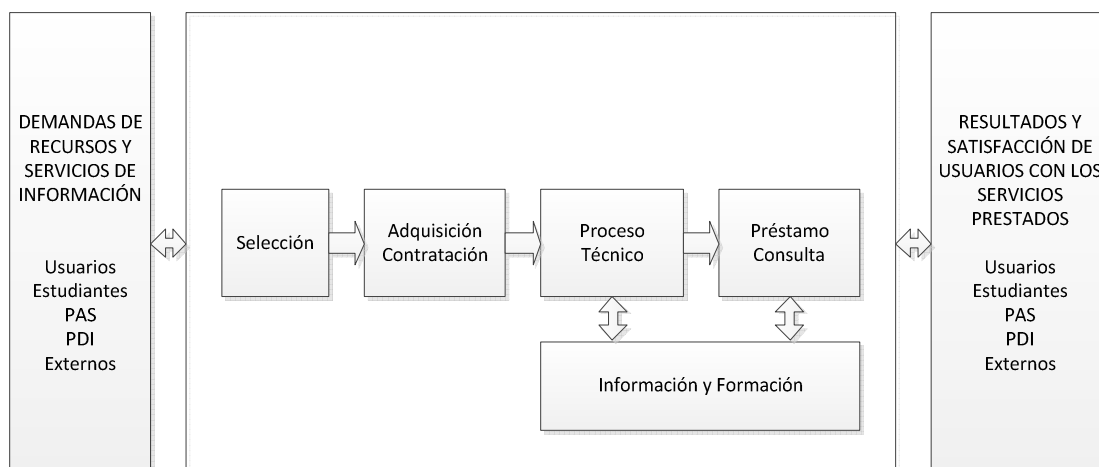 DEMANDAS DE
RECURSOS Y
SERVICIOS DE
INFORMACIÓN
Usuarios
Estudiantes
PAS
PDI
Externos
Selección
Adquisición
Contratación
Proceso
Técnico
Préstamo
Consulta
Información y Formación
RESULTADOS Y
SATISFACCIÓN DE
USUARIOS CON LOS
SERVICIOS
PRESTADOS
Usuarios
Estudiantes
PAS
PDI
Externos